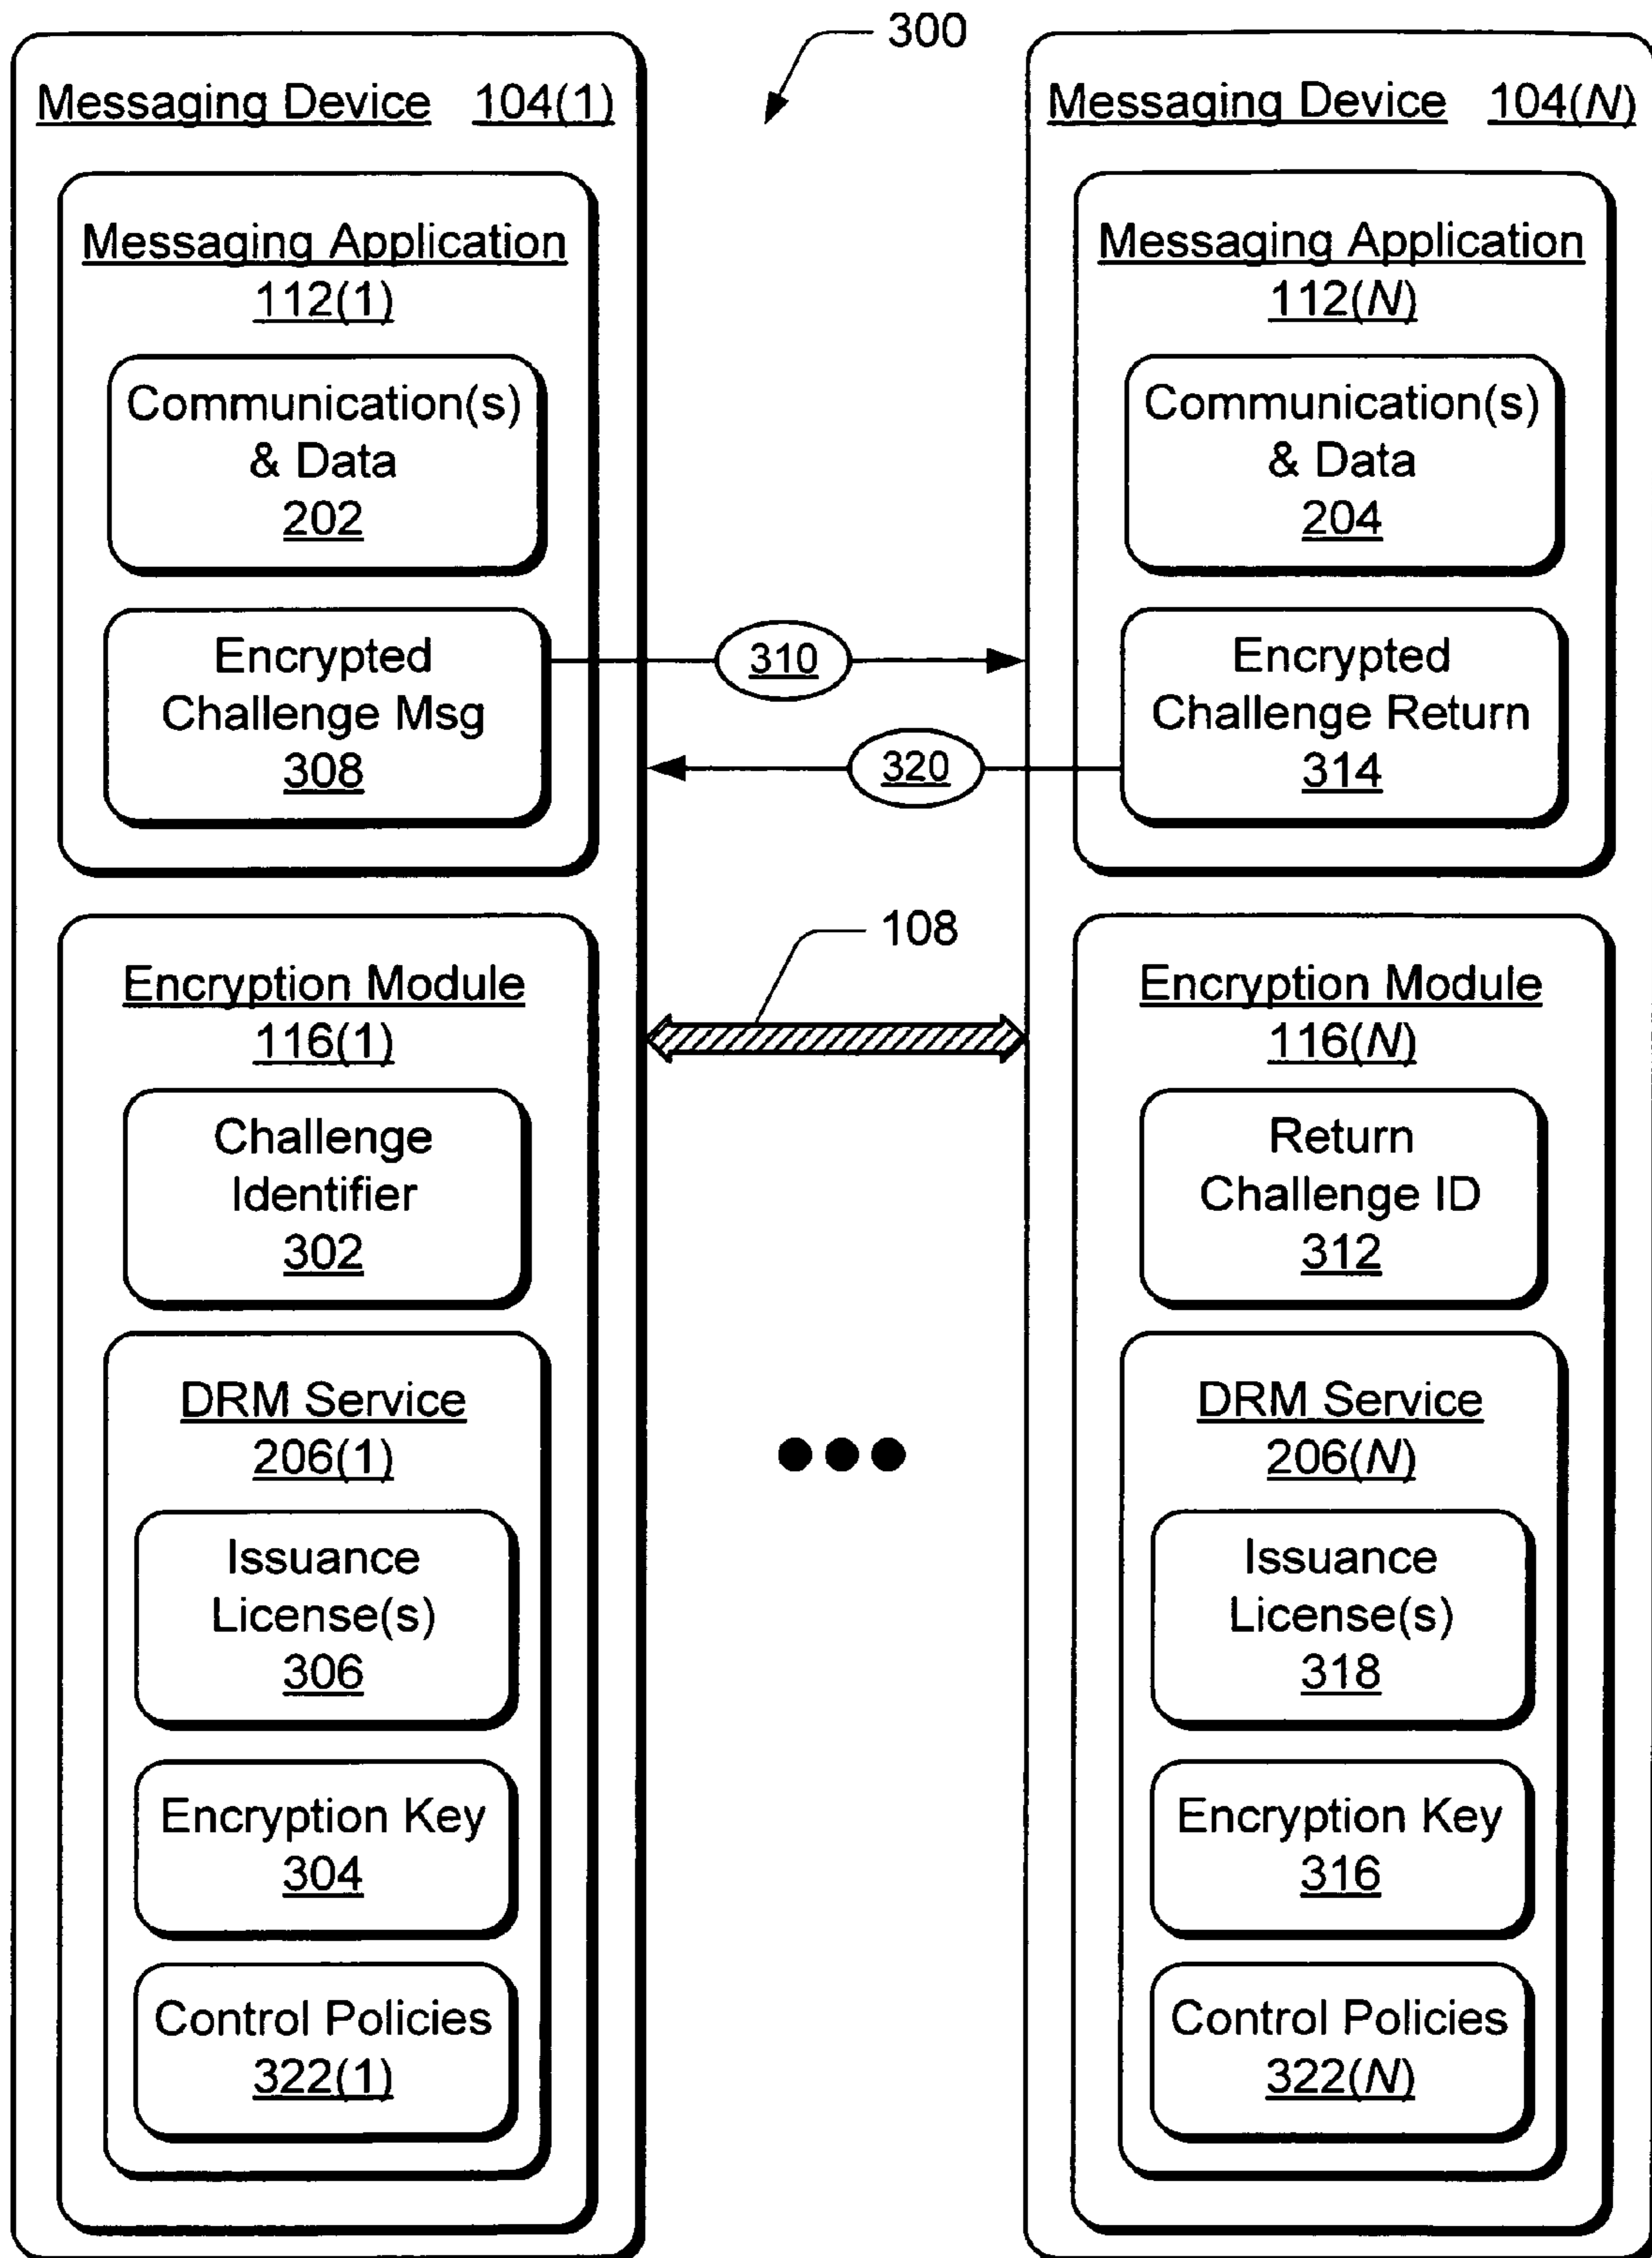 300
Messaging Device 104(1)
Messaging Application
112(1)
Communication(s)
& Data
202
Encrypted
Challenge Msg
308
Encryption Module
116(1)
Challenge
Identifier
302
DRM Service
206(1)
Issuance
License(s)
306
Encryption Key
304
Control Policies
322(1)
310
320
108
Messaging Device 104(N)
Messaging Application
112(N)
Communication(s)
& Data
204
Encrypted
Challenge Return
314
Encryption Module
116(N)
Return
Challenge ID
312
DRM Service
206(N)
Issuance
License(s)
318
Encryption Key
316
Control Policies
322(N)